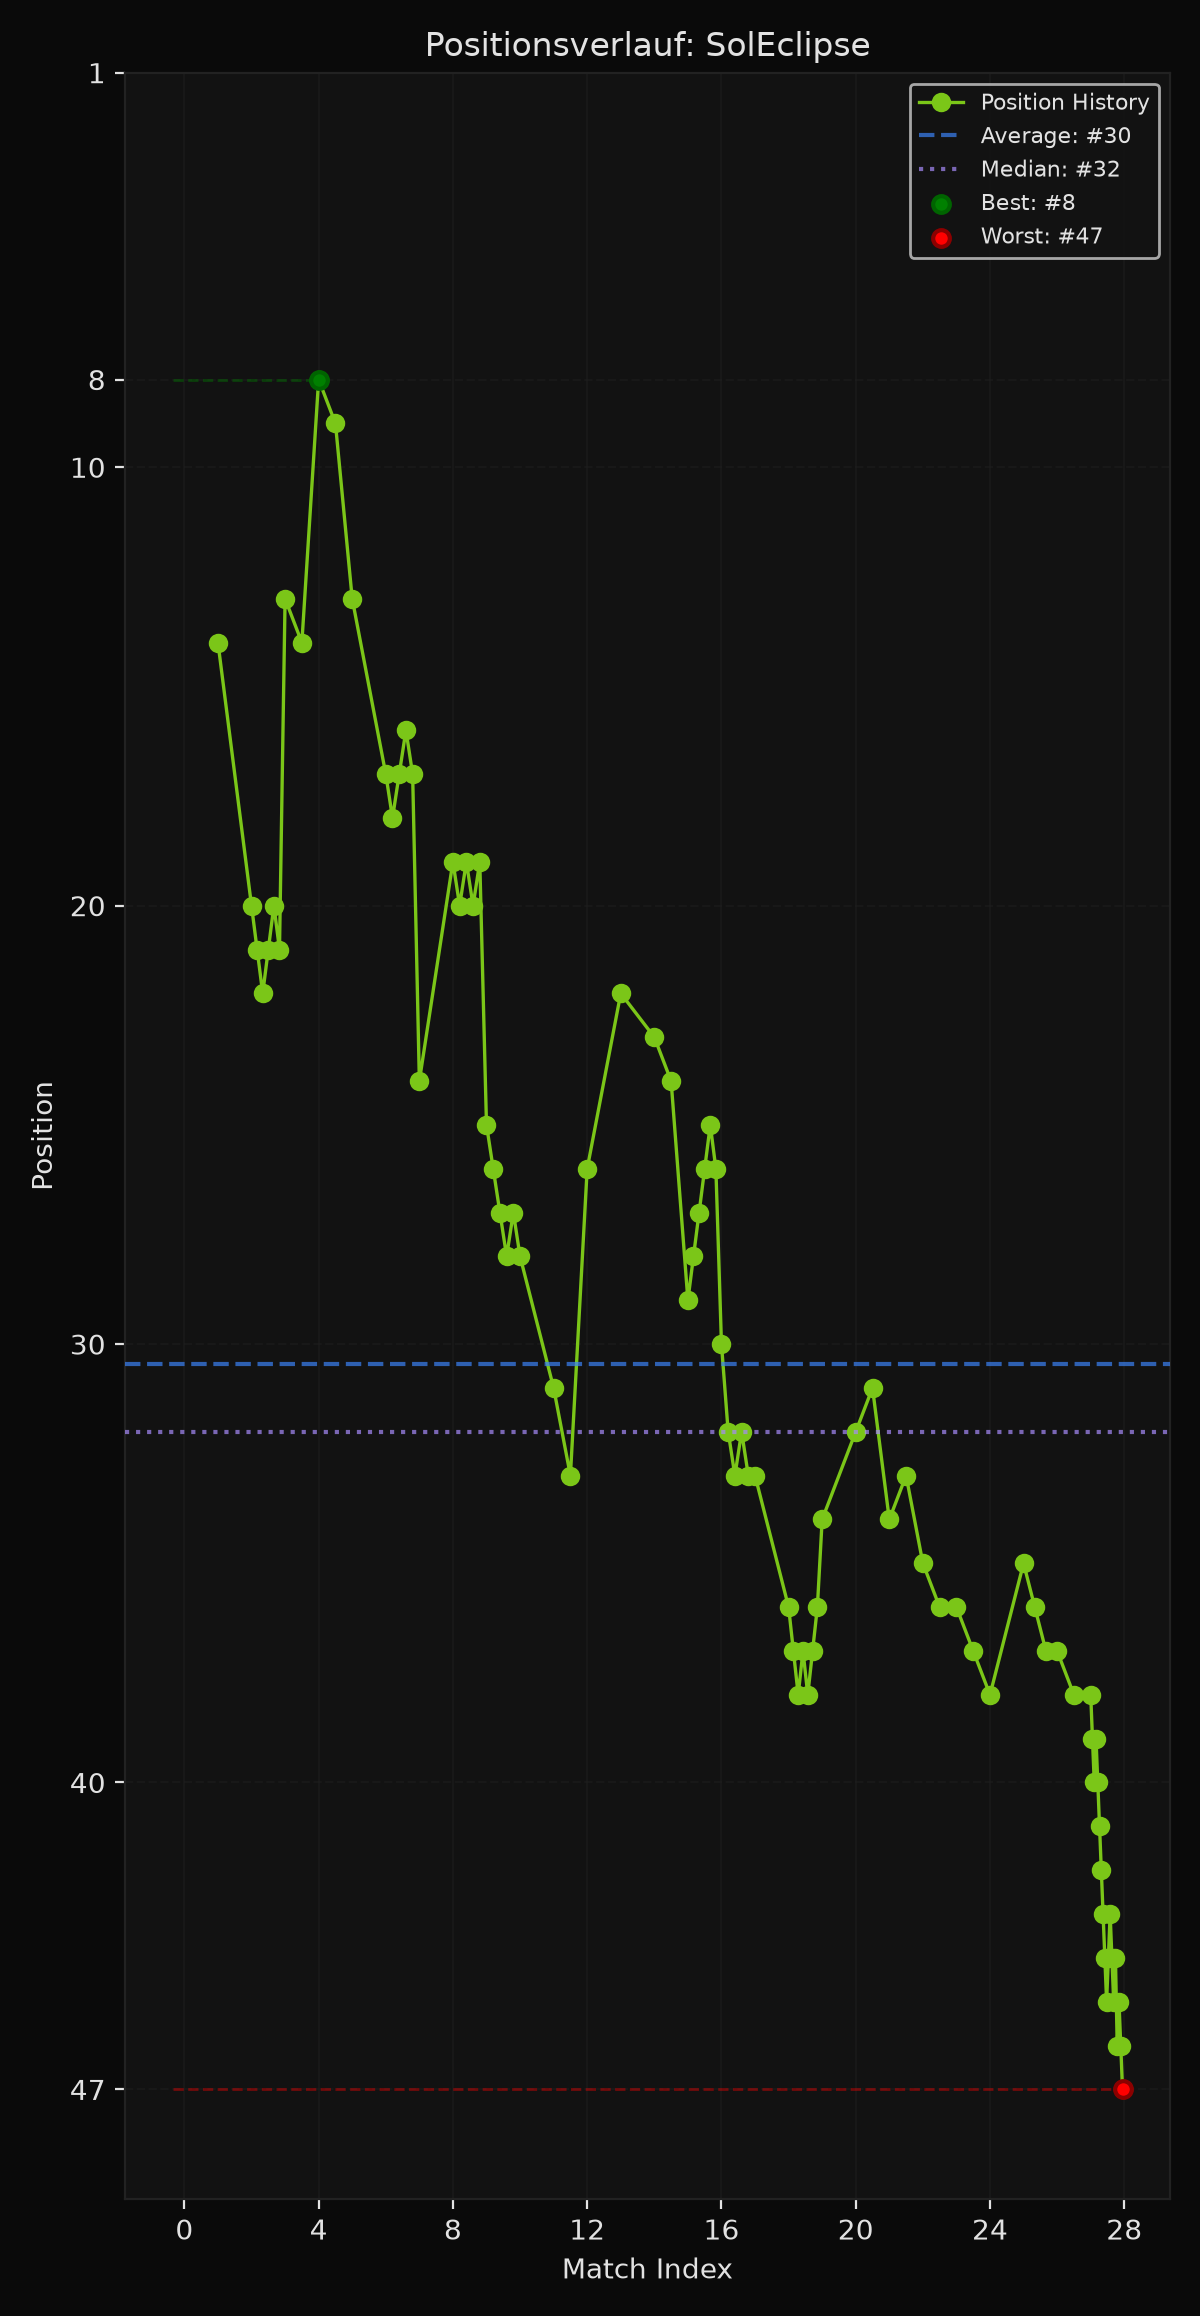 Positionsverlauf: SolEclipse
Position History
Average: #30
Median: #32
Best: #8
Worst: #47
1
8
10
20
30
40
47
Position
0 4 8 12 16 20 24 28
Match Index